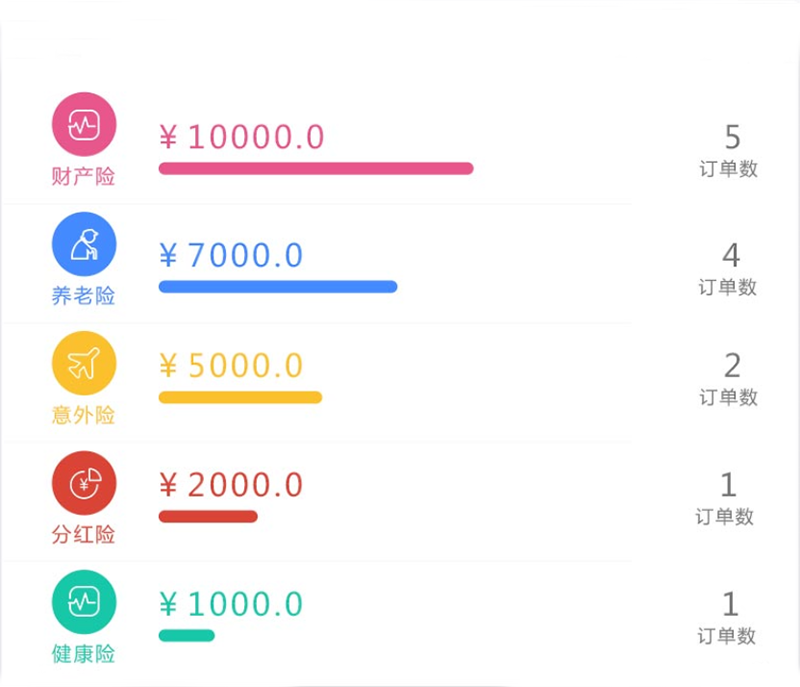 ¥ 10000.0
5
财产险
订单数
¥ 7000.0
4
养老险
订单数
¥ 5000.0
2
意外险
订单数
¥ 2000.0
1
分红险
订单数
¥ 1000.0
1
健康险
订单数